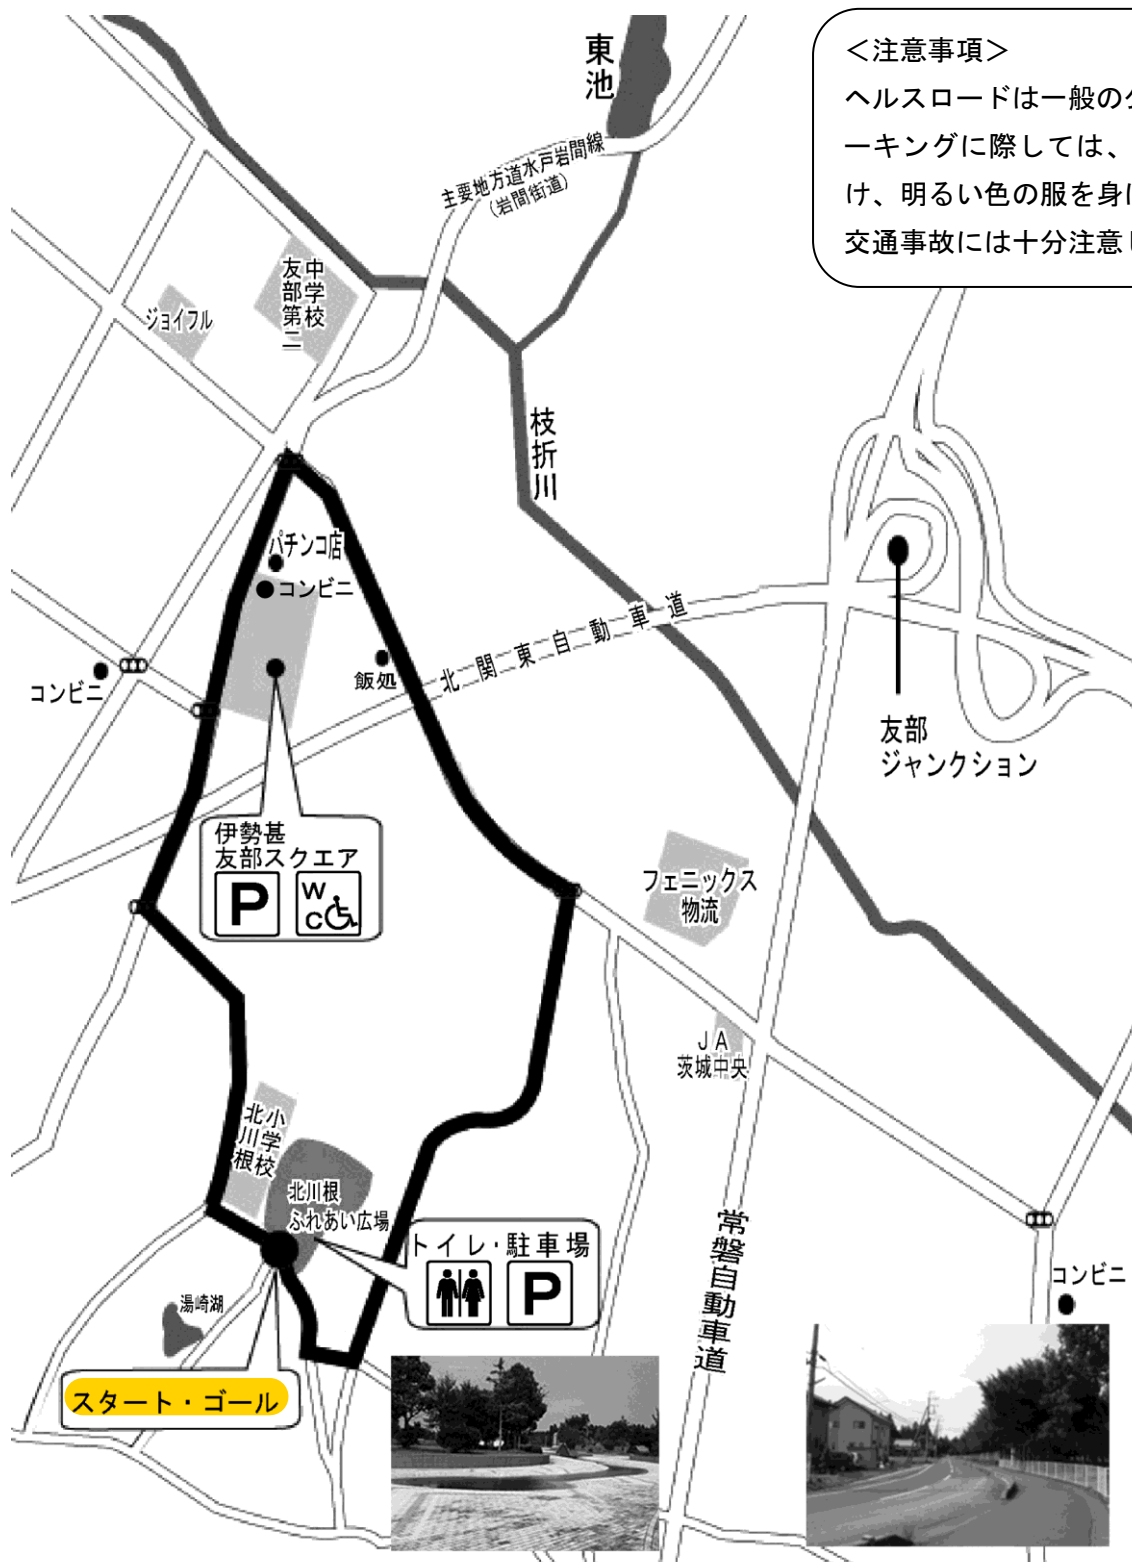 ＜注意事項＞
ヘルスロードは一般の
ーキングに際しては、
け、明るい色の服を身に
交通事故には十分注意し
東池
主要地方道水戸岩間線
(岩間街道)
友部第二
中学校
ジョイフル
枝折川
パチンコ店
コンビニ
飯処
コンビニ
北関東自動車道
友部
ジャンクション
伊勢甚
友部スクエア
P
WC
フェニックス
物流
JA
茨城中央
北川根
小学校
北川根
ふれあい広場
トイレ・駐車場
P
常磐自動車道
コンビニ
湯崎湖
スタート・ゴール